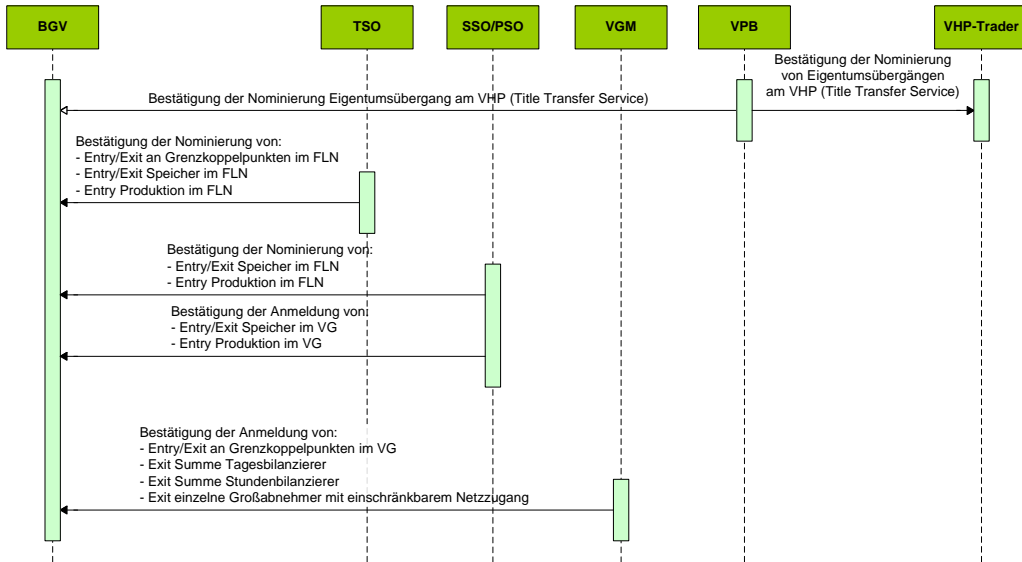 BGV
TSO
SSO/PSO
VGM
VPB
VHP-Trader
Bestätigung der Nominierung
von Eigentumsübergängen
am VHP (Title Transfer Service)
Bestätigung der Nominierung Eigentumsübergang am VHP (Title Transfer Service)
Bestätigung der Nominierung von:
- Entry/Exit an Grenzkoppelpunkten im FLN
- Entry/Exit Speicher im FLN
- Entry Produktion im FLN
Bestätigung der Nominierung von:
- Entry/Exit Speicher im FLN
- Entry Produktion im FLN
Bestätigung der Anmeldung von:
- Entry/Exit Speicher im VG
- Entry Produktion im VG
Bestätigung der Anmeldung von:
- Entry/Exit an Grenzkoppelpunkten im VG
- Exit Summe Tagesbilanzierer
- Exit Summe Stundenbilanzierer
- Exit einzelne Großabnehmer mit einschränkbarem Netzzugang